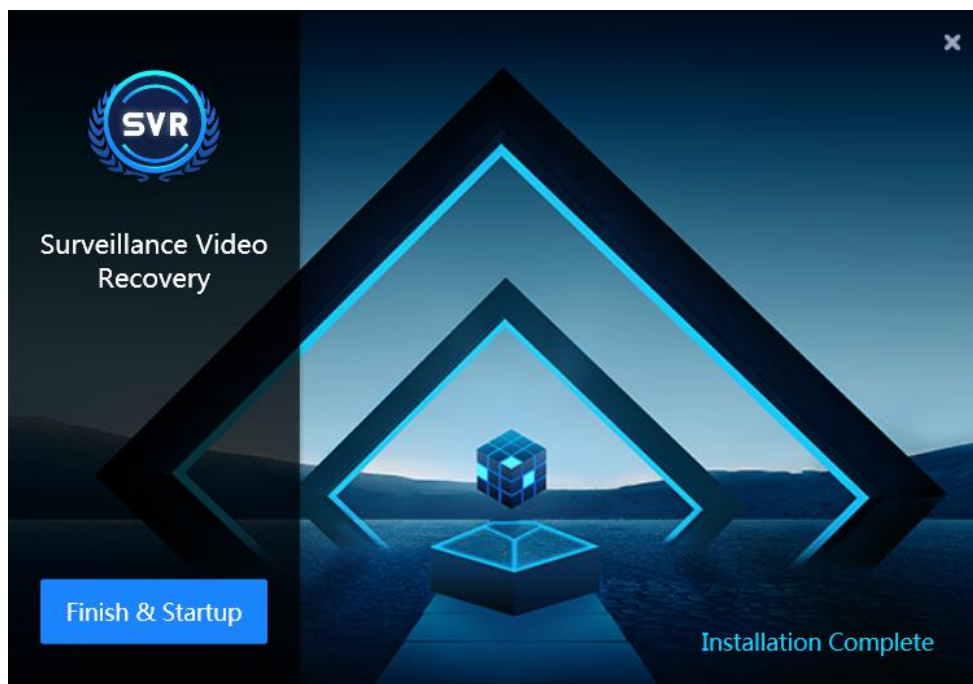 SVR
Surveillance Video
Recovery
Finish & Startup
Installation Complete